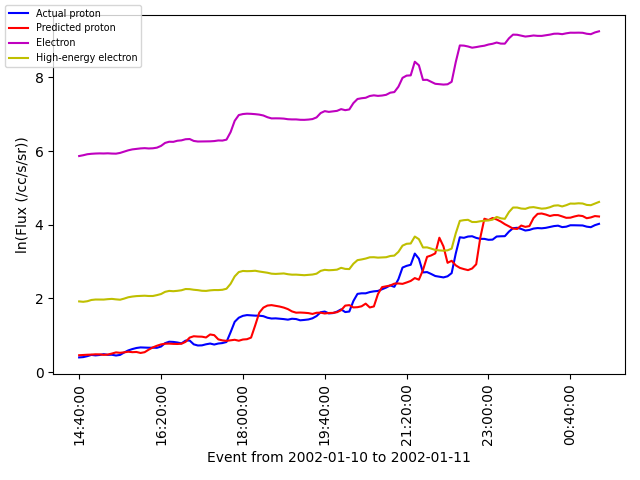 Actual proton
Predicted proton
Electron
High-energy electron
ln(Flux (/cc/s/sr))
8
6
4
2
0
14:40:00
16:20:00
18:00:00
19:40:00
21:20:00
23:00:00
00:40:00
Event from 2002-01-10 to 2002-01-11